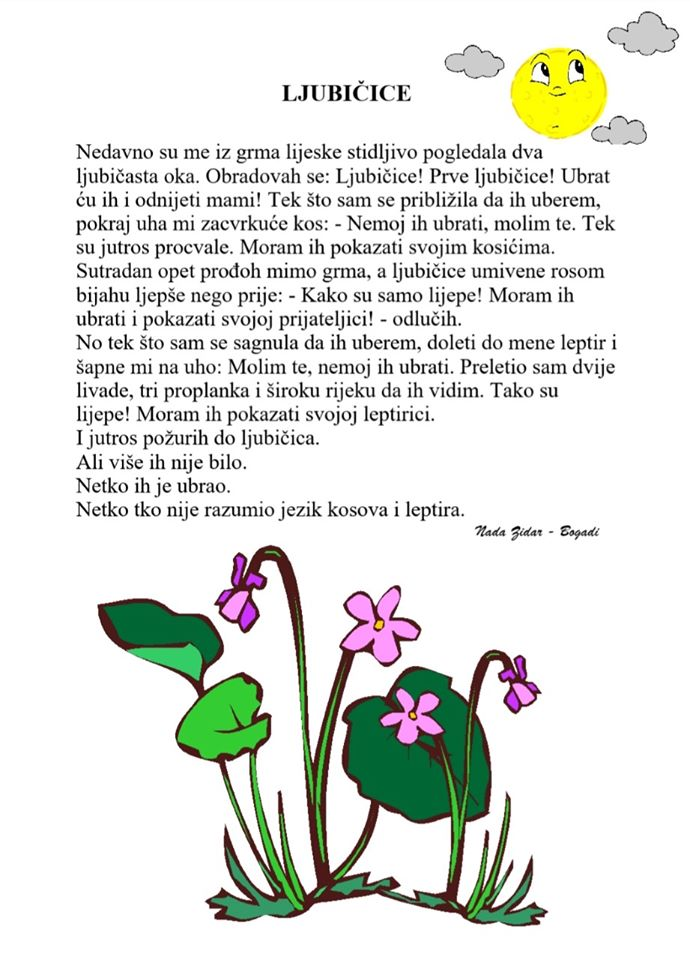 LJUBIČICE
Nedavno su me iz grma lijeske stidljivo pogledala dva
ljubičasta oka. Obradovah se: Ljubičice! Prve ljubičice! Ubrat
ću ih i odnijeti mami! Tek što sam se približila da ih uberem,
pokraj uha mi zacvrkuće kos: - Nemoj ih ubrati, molim te. Tek
su jutros procvale. Moram ih pokazati svojim kosićima.
Sutradan opet prođoh mimo grma, a ljubičice umivene rosom
bijahu ljepše nego prije: - Kako su samo lijepe! Moram ih
ubrati i pokazati svojoj prijateljici! - odlučih.
No tek što sam se sagnula da ih uberem, doleti do mene leptir i
šapne mi na uho: Molim te, nemoj ih ubrati. Preletio sam dvije
livade, tri proplanka i široku rijeku da ih vidim. Tako su
lijepe! Moram ih pokazati svojoj leptirici.
I jutros požurih do ljubičica.
Ali više ih nije bilo.
Netko ih je ubrao.
Netko tko nije razumio jezik kosova i leptira.
Nada Zidar - Bogadi